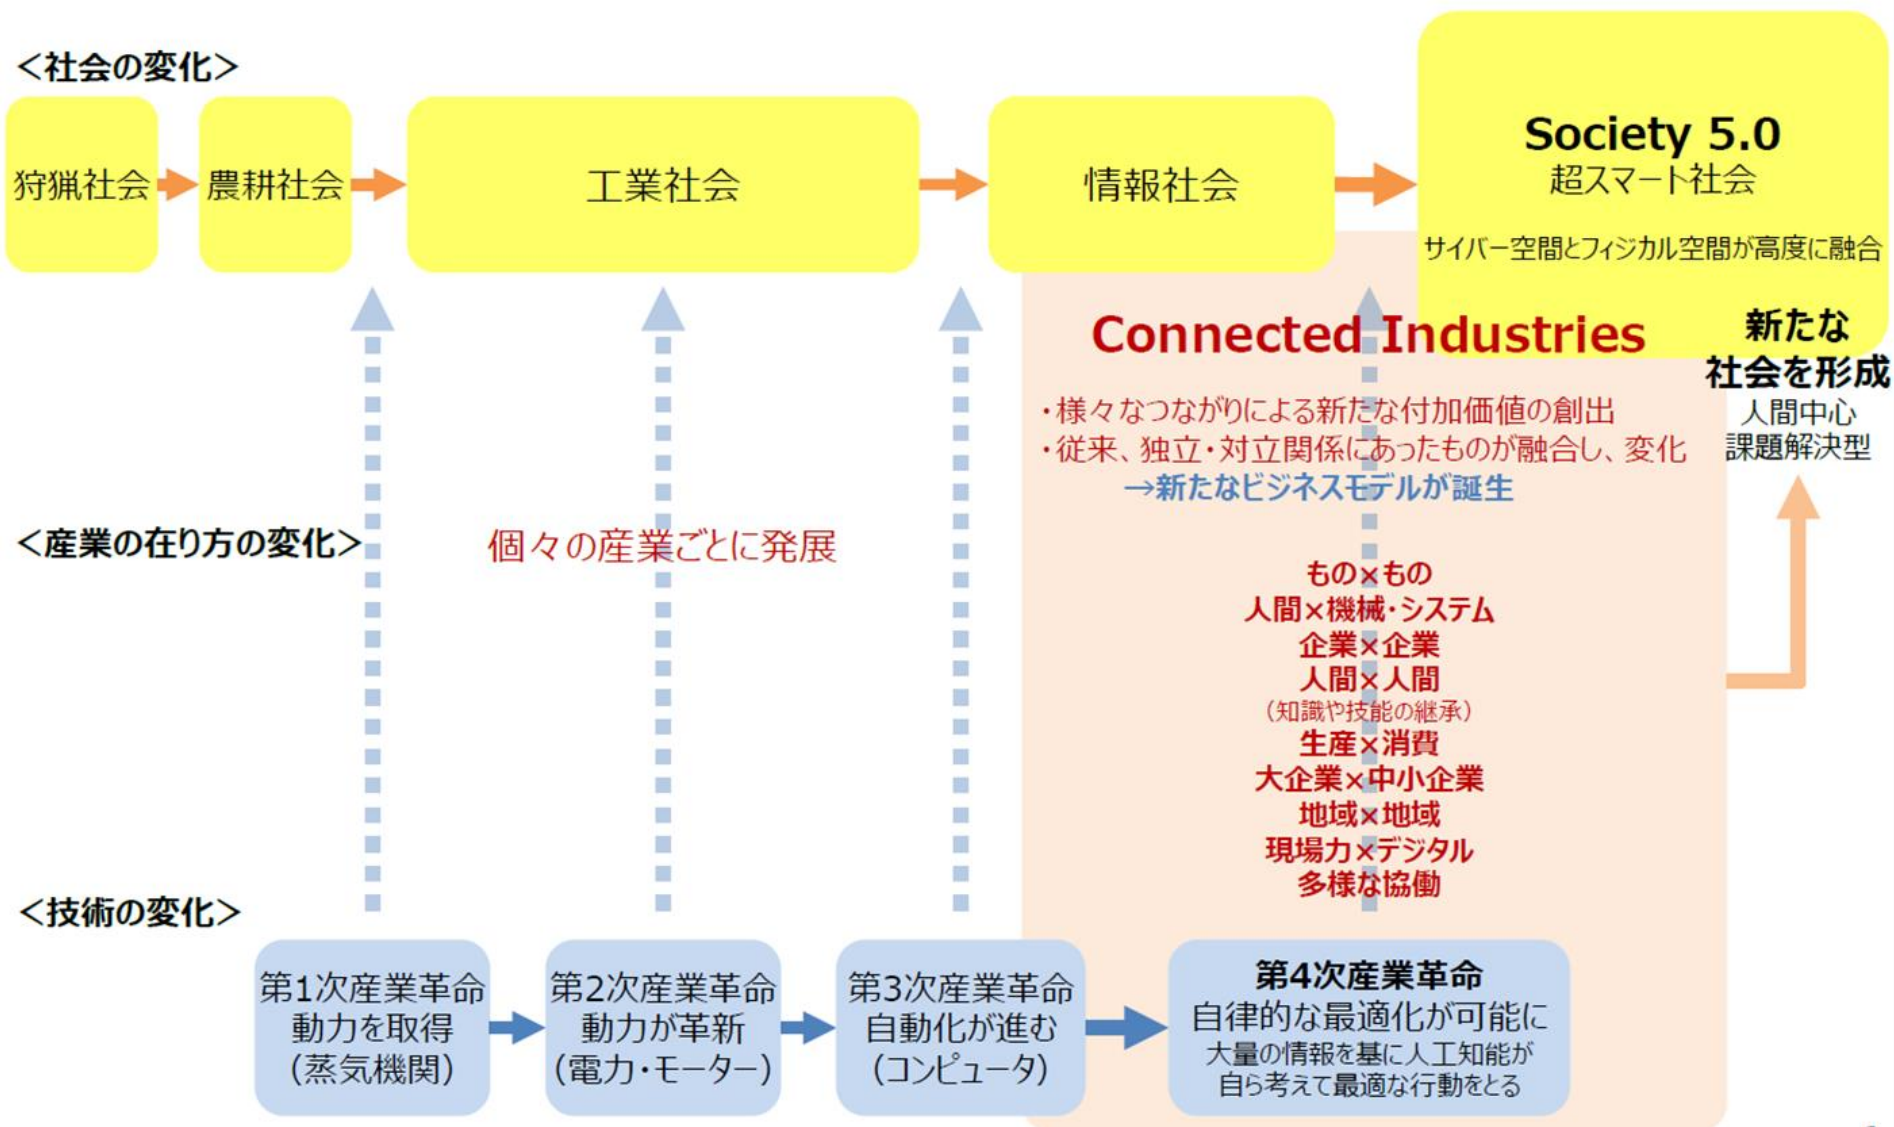 ＜社会の変化＞
狩猟社会
農耕社会
工業社会
情報社会
Society 5.0
超スマート社会
サイバー空間とフィジカル空間が高度に融合
新たな
社会を形成
人間中心
課題解決型
Connected Industries
・様々なつながりによる新たな付加価値の創出
・従来、独立・対立関係にあったものが融合し、変化
→新たなビジネスモデルが誕生
＜産業の在り方の変化＞
個々の産業ごとに発展
もの×もの
人間×機械・システム
企業×企業
人間×人間
（知識や技能の継承）
生産×消費
大企業×中小企業
地域×地域
現場力×デジタル
多様な協働
＜技術の変化＞
第1次産業革命
動力を取得
（蒸気機関）
第2次産業革命
動力が革新
（電力・モーター）
第3次産業革命
自動化が進む
（コンピュータ）
第4次産業革命
自律的な最適化が可能に
大量の情報を基に人工知能が
自ら考えて最適な行動をとる